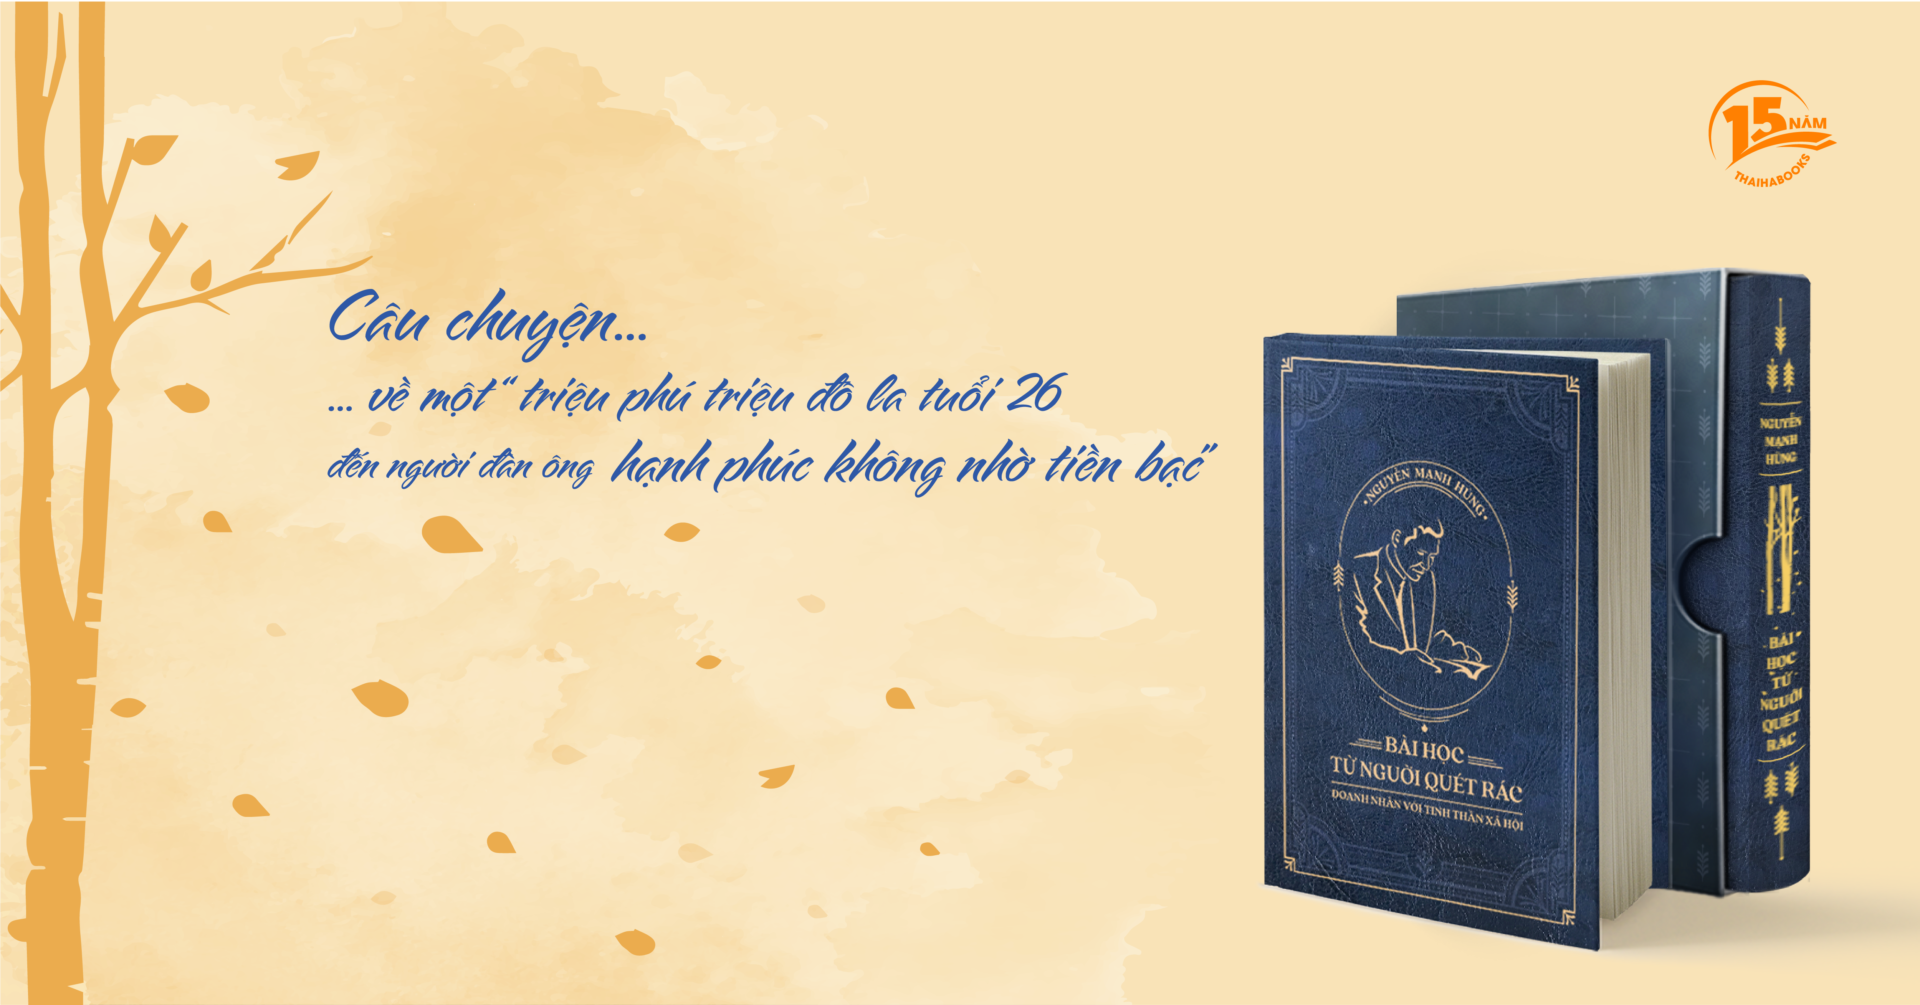 Câu chuyện...
... về một “ triệu phú triệu đô la tuổi 26
đến người đàn ông hạnh phúc không nhờ tiền bạc”
15 NĂM
THAIHABOOKS
NGUYỄN MẠNH HÙNG
BÀI HỌC
TỪ NGƯỜI QUÉT RÁC
DOANH NHÂN VỚI TINH THẦN XÃ HỘI
NGUYỄN
MẠNH
HÙNG
BÀI
HỌC
TỪ
NGƯỜI
QUÉT
RÁC